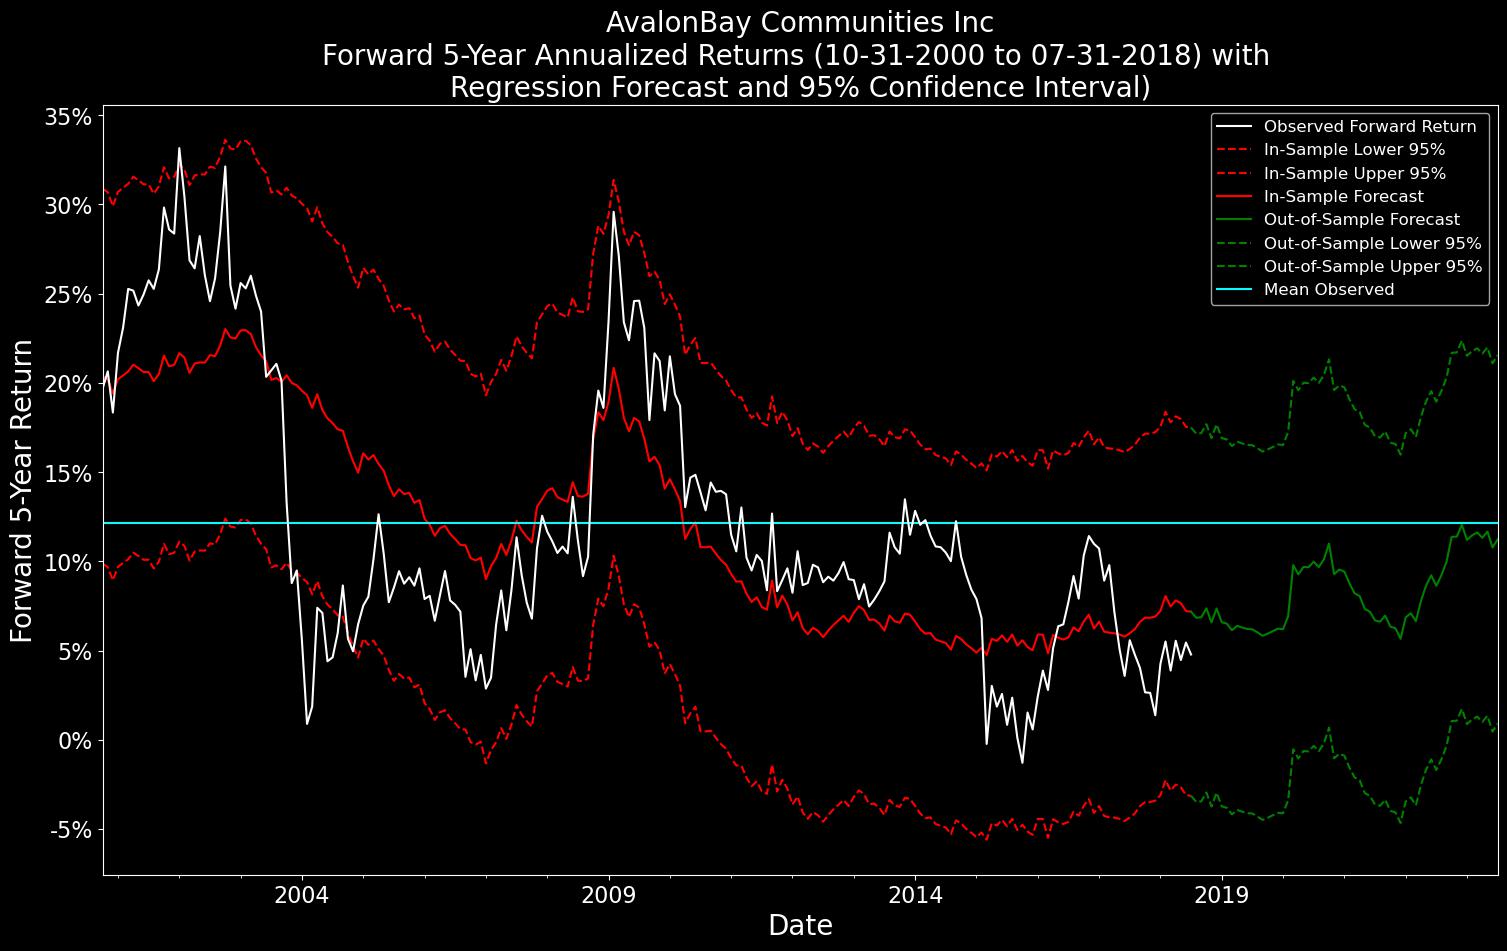 AvalonBay Communities Inc
Forward 5-Year Annualized Returns (10-31-2000 to 07-31-2018) with
Regression Forecast and 95% Confidence Interval)
35%
30%
25%
20%
15%
10%
5%
0%
-5%
Forward 5-Year Return
Observed Forward Return
In-Sample Lower 95%
In-Sample Upper 95%
In-Sample Forecast
Out-of-Sample Forecast
Out-of-Sample Lower 95%
Out-of-Sample Upper 95%
Mean Observed
2004
2009
2014
2019
Date